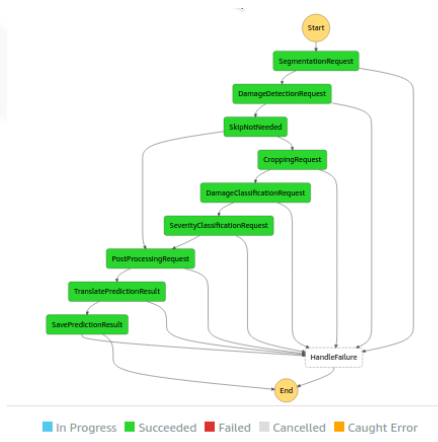 Start
SegmentationRequest
DamageDetectionRequest
SkipNotNeeded
CroppingRequest
DamageClassificationRequest
SeverityClassificationRequest
PostProcessingRequest
TranslatePredictionResult
SavePredictionResult
HandleFailure
End
In Progress Succeeded Failed Cancelled Caught Error